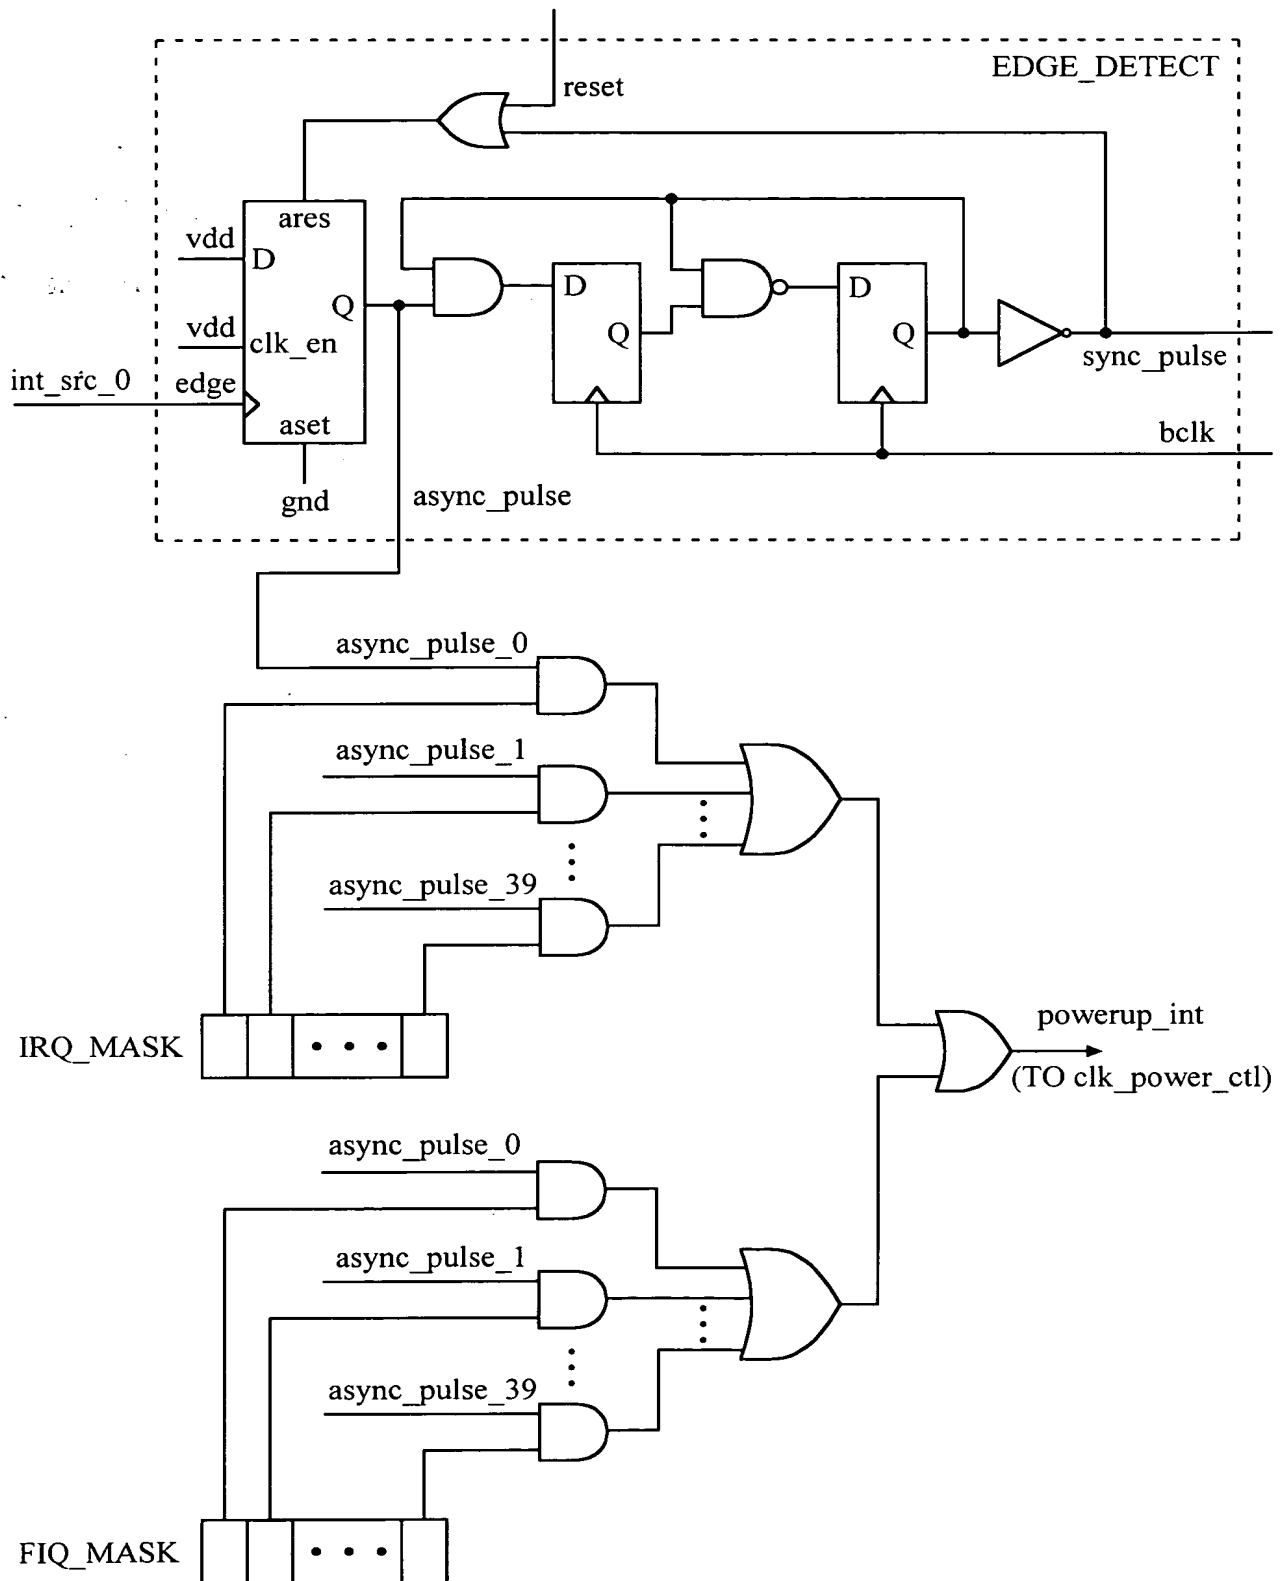 EDGE_DETECT
reset
ares
vdd
D
Q
vdd
clk_en
int_src_0
edge
aset
gnd
async_pulse
D
Q
D
Q
sync_pulse
bclk
async_pulse_0
async_pulse_1
async_pulse_39
IRQ_MASK
powerup_int
(TO clk_power_ctl)
async_pulse_0
async_pulse_1
async_pulse_39
FIQ_MASK